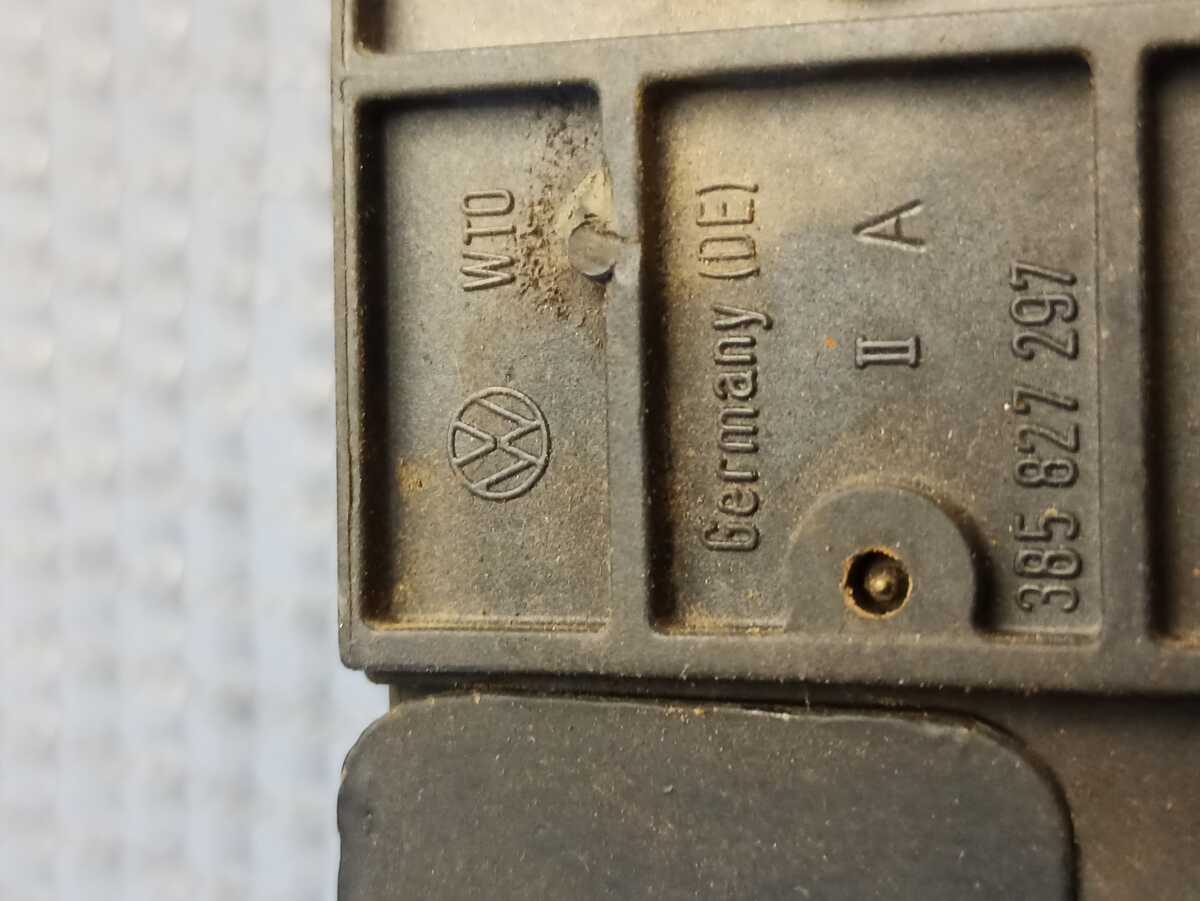 WTO
Germany (DE)
II A
385 827 297